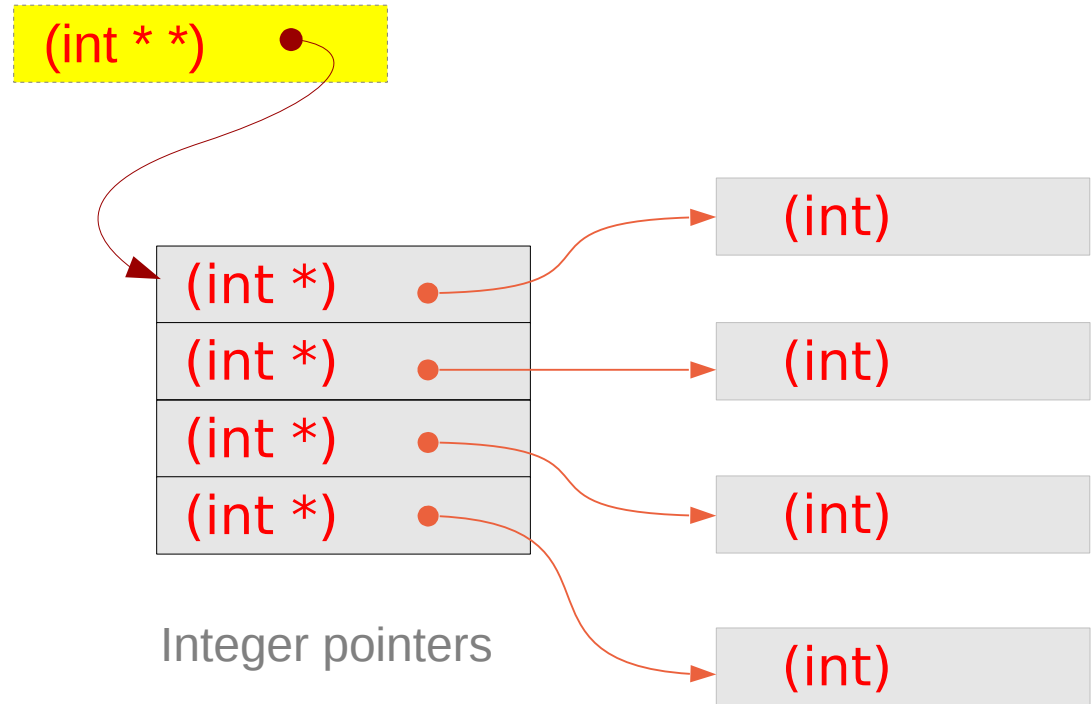 (int * *)
(int *)
(int *)
(int *)
(int *)
Integer pointers
(int)
(int)
(int)
(int)